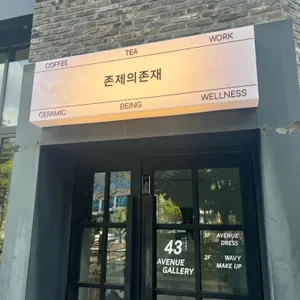 COFFEE TEA WORK
존제의존재
CERAMIC BEING WELLNESS
43
AVENUE
GALLERY
3F AVENUE
DRESS
2F WAVY
MAKE UP